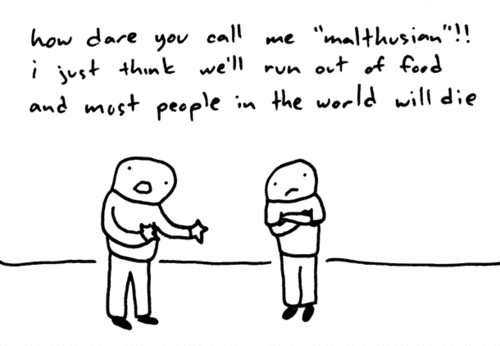 how dare you call me "malthusian"!!
i just think we'll run out of food
and most people in the world will die